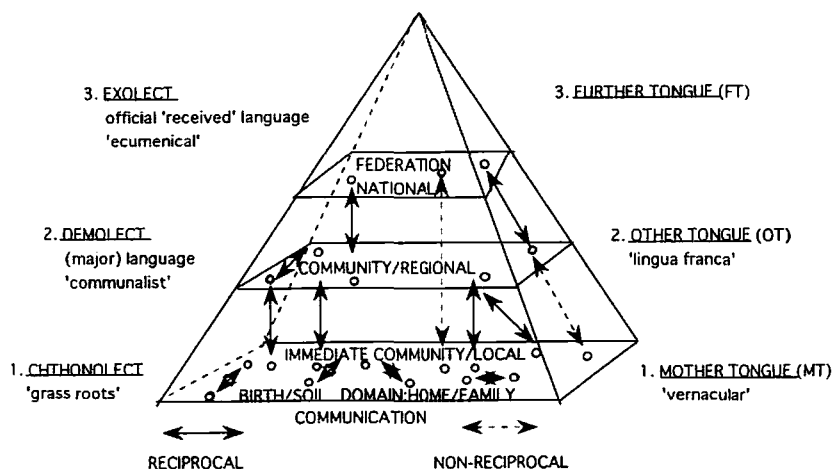 3. EXOLECT
official 'received' language
'ecumenical'
3. FURTHER TONGUE (FT)
FEDERATION
NATIONAL
2. DEMOLECT
(major) language
'communalist'
2. OTHER TONGUE (OT)
'lingua franca'
COMMUNITY/REGIONAL
IMMEDIATE COMMUNITY/LOCAL
1. CHTHONOLECT
'grass roots'
1. MOTHER TONGUE (MT)
'vernacular'
BIRTH/SOIL DOMAIN:HOME/FAMILY
COMMUNICATION
RECIPROCAL
NON-RECIPROCAL